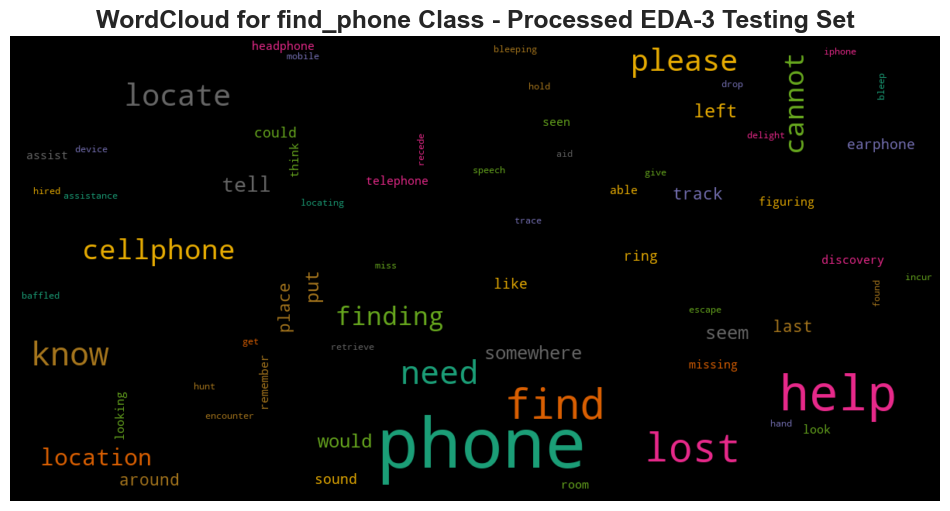 WordCloud for find_phone Class - Processed EDA-3 Testing Set
headphone
mobile
bleeping
please
cannot
iphone
bleep
locate
hold
drop
left
could
seen
delight
earphone
assist
device
think
recede
aid
tell
telephone
speech
give
hired
assistance
locating
able
track
figuring
trace
cellphone
ring
discovery
miss
incur
baffled
put
place
like
found
finding
escape
seem
last
know
get
retrieve
somewhere
missing
remember
need
hunt
help
looking
encounter
find
hand
look
phone
lost
would
location
around
sound
room